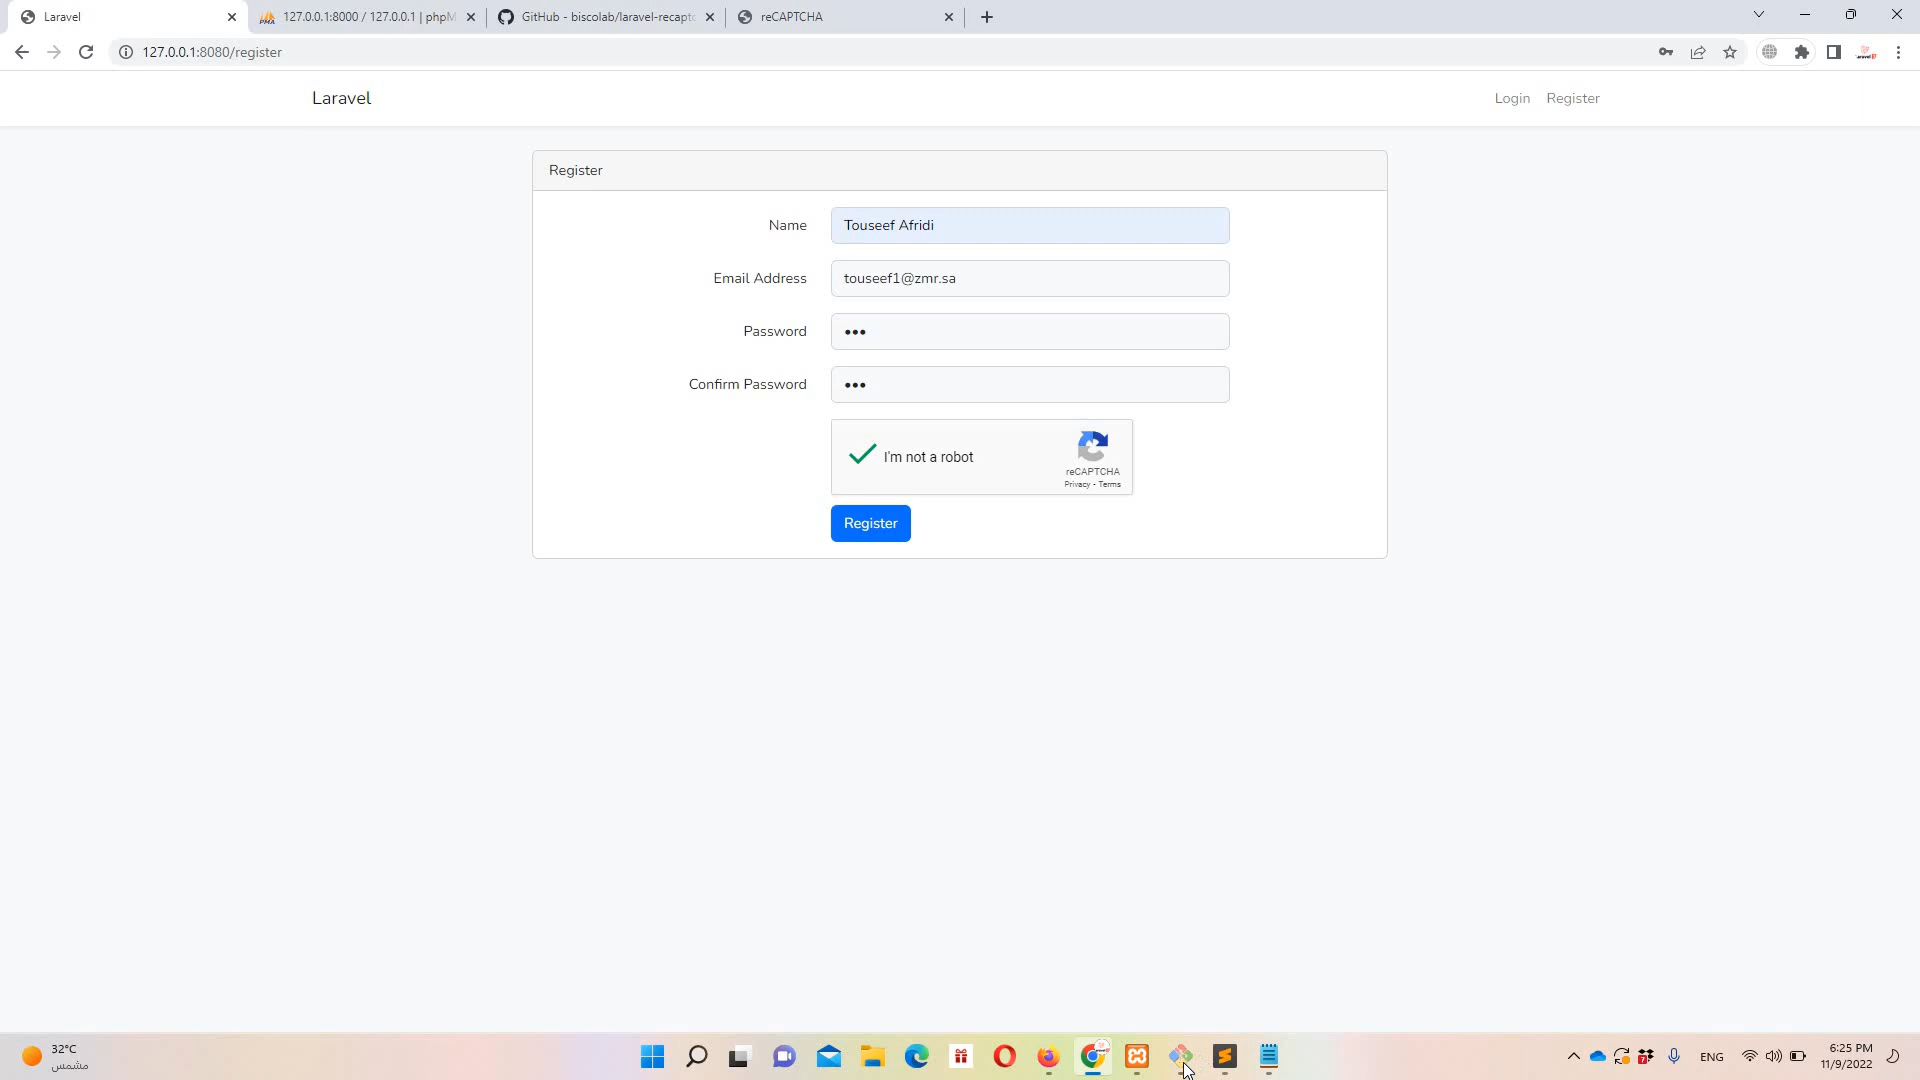 Laravel
127.0.0.1:8000 / 127.0.0.1 | phpM
GitHub - biscolab/laravel-recapt
reCAPTCHA
127.0.0.1:8080/register
Laravel
Login
Register
Register
Name
Touseef Afridi
Email Address
touseef1@zmr.sa
Password
•••
Confirm Password
•••
I'm not a robot
reCAPTCHA
Privacy - Terms
Register
32°C
مشمس
ENG
6:25 PM
11/9/2022